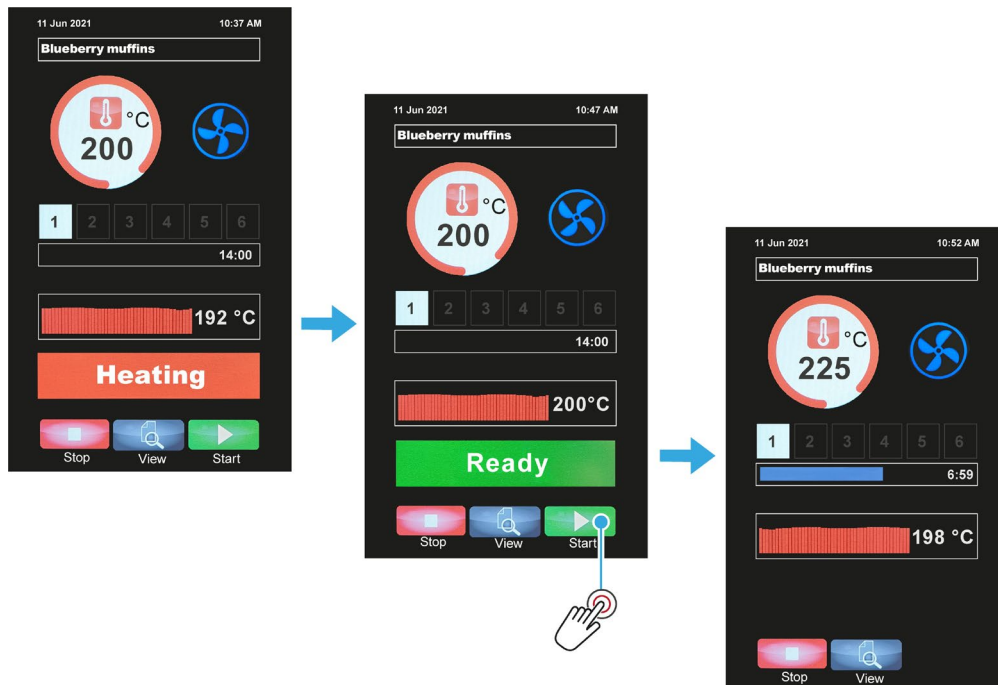 11 Jun 2021 10:37 AM
Blueberry muffins
°C
200
1 2 3 4 5 6
14:00
192 °C
Heating
Stop View Start
11 Jun 2021 10:47 AM
Blueberry muffins
°C
200
1 2 3 4 5 6
14:00
200°C
Ready
Stop View Start
11 Jun 2021 10:52 AM
Blueberry muffins
°C
225
1 2 3 4 5 6
6:59
198 °C
Stop View